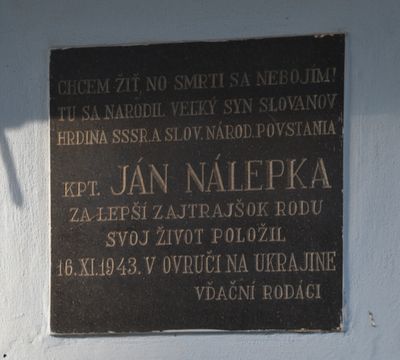 CHCEM ŽIŤ, NO SMRTI SA NEBOJÍM!
TU SA NARODIL VEĽKÝ SYN SLOVANOV
HRDINA SSSR.A SLOV. NÁROD. POVSTANIA
KPT. JÁN NÁLEPKA
ZA LEPŠÍ ZAJTRAJŠOK RODU
SVOJ ŽIVOT POLOŽIL
16.XI.1943. V OVRUČI NA UKRAJINE
VĎAČNÍ RODÁCI